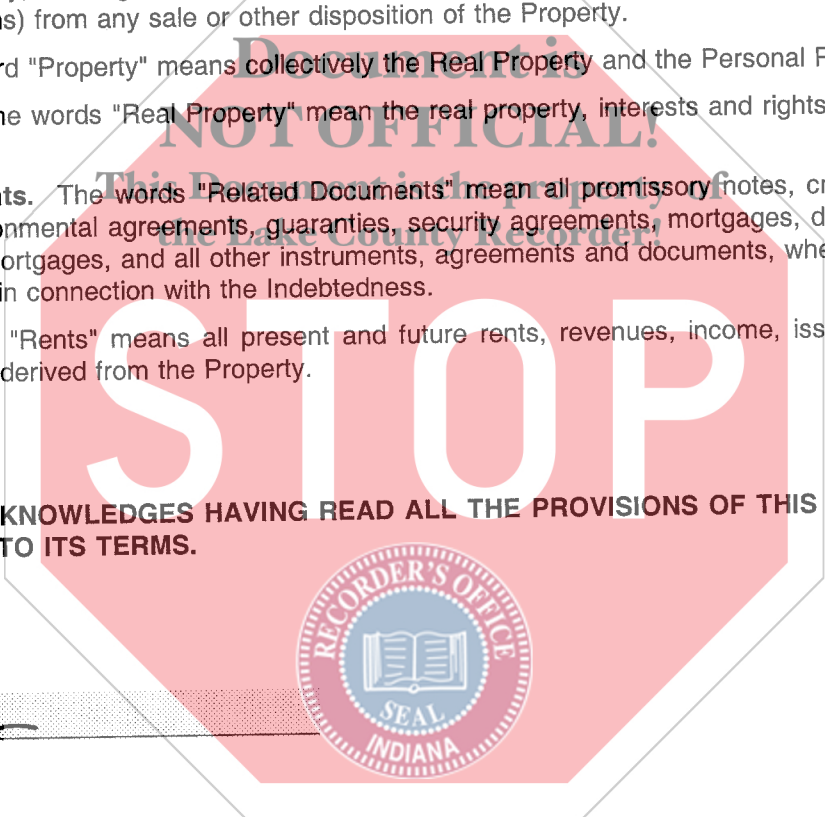 ns) from any sale or other disposition of the Property.
Document is
rd "Property" means collectively the Real Property and the Personal P
NOT OFFICIAL!
he words "Real Property" mean the real property, interests and rights
This Document is the property of
nts. The words "Related Documents" mean all promissory notes, cr
onmental agreements, guaranties, security agreements, mortgages, d
the Lake County Recorder!
ortgages, and all other instruments, agreements and documents, whe
in connection with the Indebtedness.
"Rents" means all present and future rents, revenues, income, iss
derived from the Property.
STOP
KNOWLEDGES HAVING READ ALL THE PROVISIONS OF THIS
TO ITS TERMS.
RECORDER'S OFFICE
SEAL
INDIANA